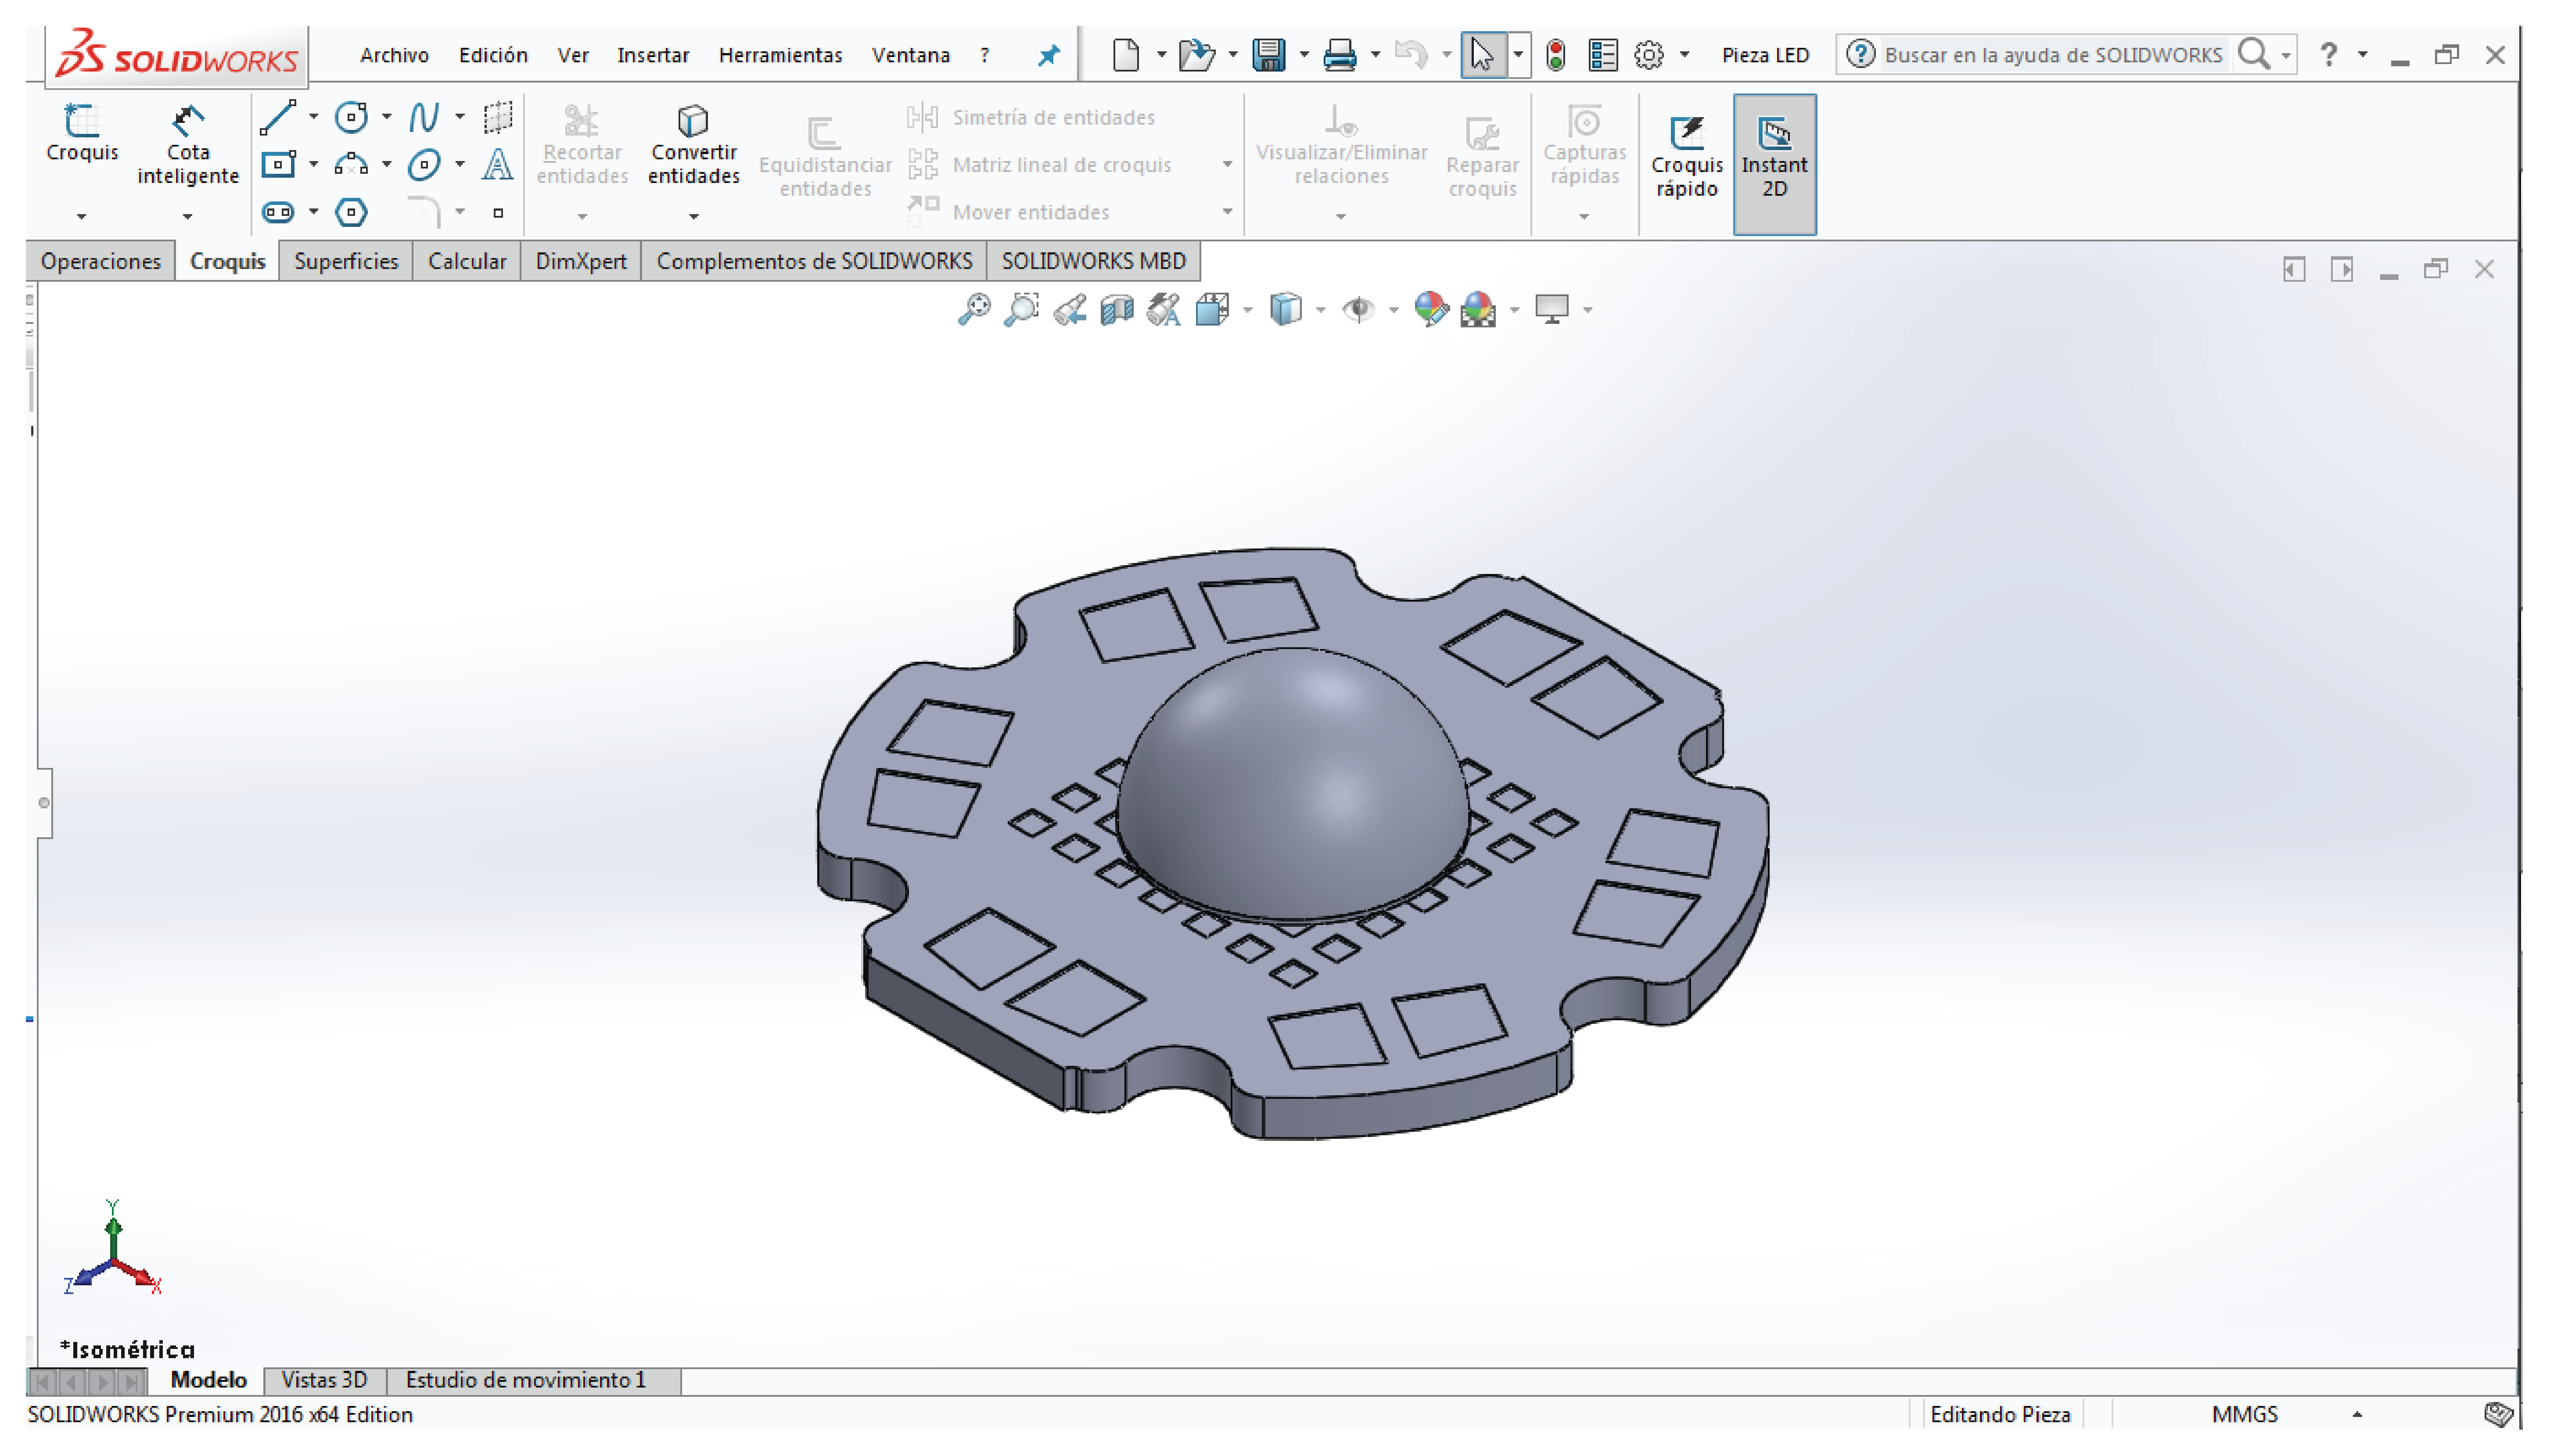 SOLIDWORKS Archivo Edición Ver Insertar Herramientas Ventana ? Pieza LED Buscar en la ayuda de SOLIDWORKS ?
Croquis
Cota inteligente
Recortar entidades
Convertir entidades
Equidistanciar entidades
Simetría de entidades
Matriz lineal de croquis
Mover entidades
Visualizar/Eliminar relaciones
Reparar croquis
Capturas rápidas
Croquis rápido
Instant 2D
Operaciones Croquis Superficies Calcular DimXpert Complementos de SOLIDWORKS SOLIDWORKS MBD
Y
Z X
*Isométrica
Modelo Vistas 3D Estudio de movimiento 1
SOLIDWORKS Premium 2016 x64 Edition Editando Pieza MMGS